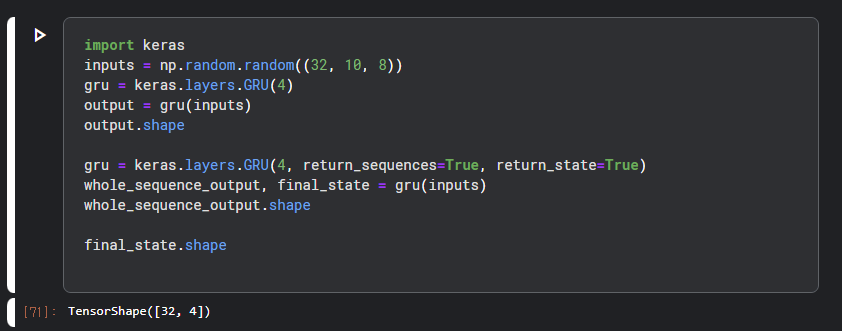 import keras
inputs = np.random.random((32, 10, 8))
gru = keras.layers.GRU(4)
output = gru(inputs)
output.shape
gru = keras.layers.GRU(4, return_sequences=True, return_state=True)
whole_sequence_output, final_state = gru(inputs)
whole_sequence_output.shape
final_state.shape
[71]: TensorShape([32, 4])